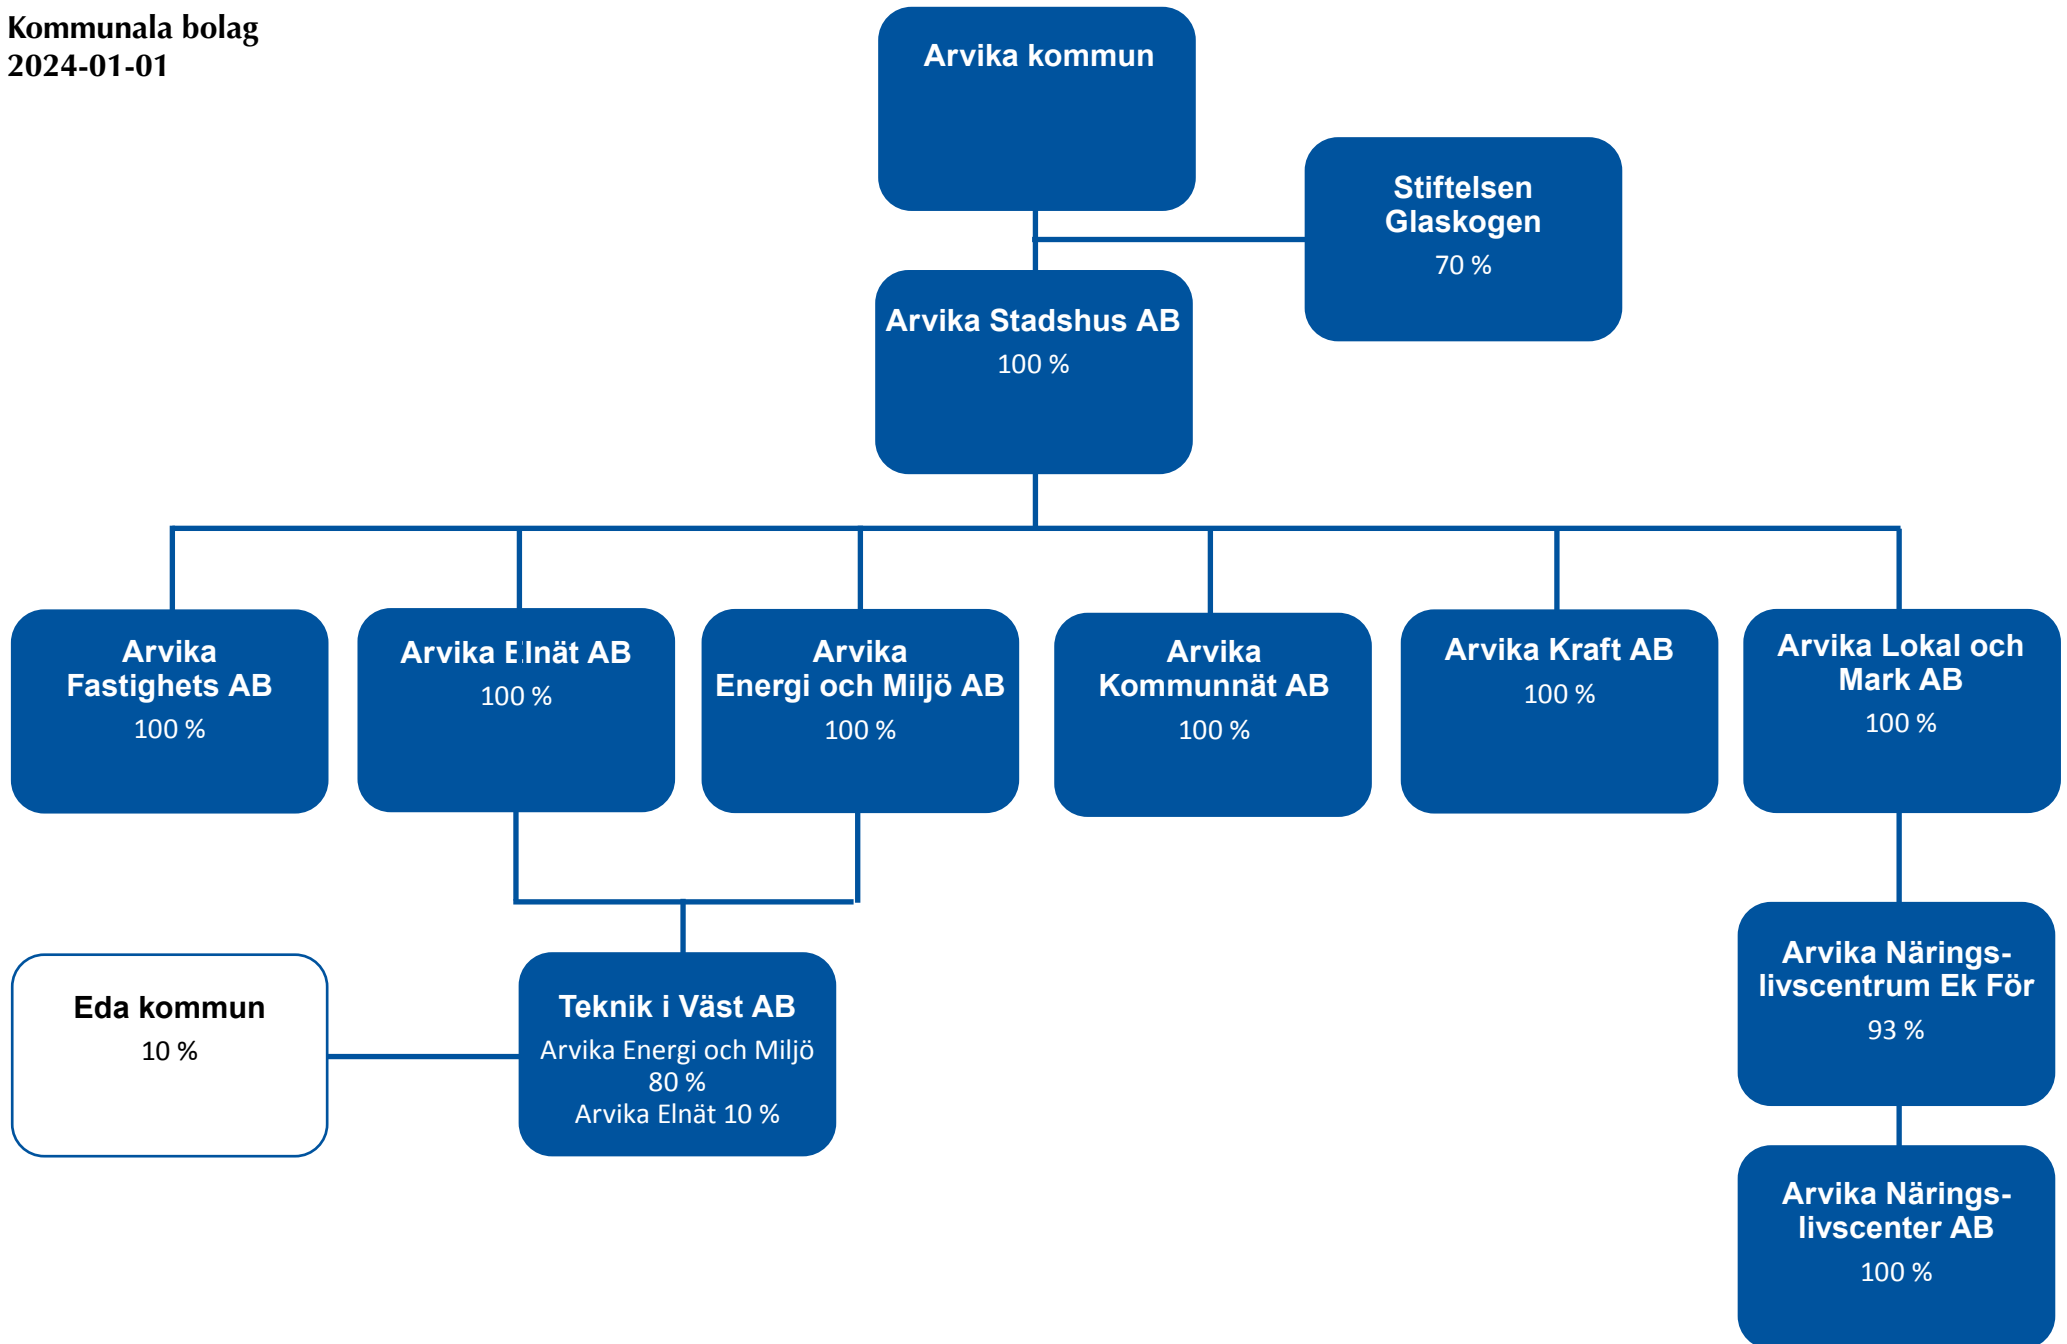 Kommunala bolag
2024-01-01
Arvika kommun
Stiftelsen
Glaskogen
70 %
Arvika Stadshus AB
100 %
Arvika
Fastighets AB
100 %
Arvika Elnät AB
100 %
Arvika
Energi och Miljö AB
100 %
Arvika
Kommunnät AB
100 %
Arvika Kraft AB
100 %
Arvika Lokal och
Mark AB
100 %
Eda kommun
10 %
Teknik i Väst AB
Arvika Energi och Miljö
80 %
Arvika Elnät 10 %
Arvika Närings-
livscentrum Ek För
93 %
Arvika Närings-
livscenter AB
100 %